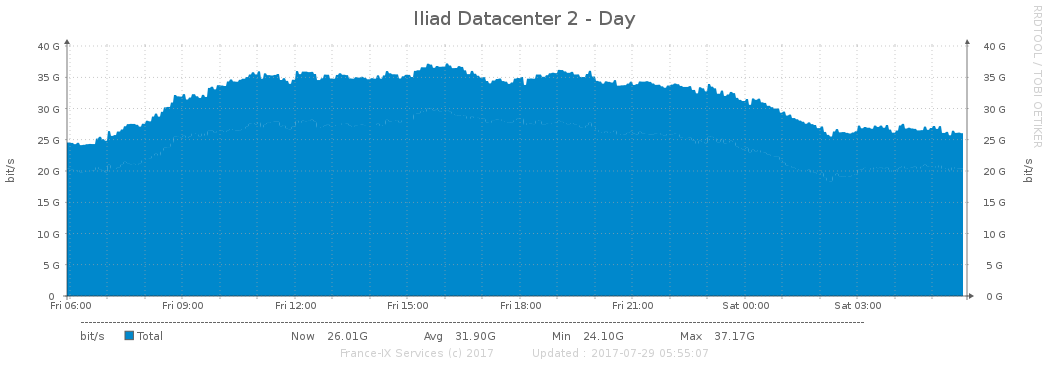 Iliad Datacenter 2 - Day
RRDTOOL / TOBI OETIKER
40 G 40 G
35 G 35 G
30 G 30 G
25 G 25 G
20 G 20 G
15 G 15 G
10 G 10 G
5 G 5 G
0 0 G
bit/s bit/s
Fri 06:00 Fri 09:00 Fri 12:00 Fri 15:00 Fri 18:00 Fri 21:00 Sat 00:00 Sat 03:00
bit/s Total Now 26.01G Avg 31.90G Min 24.10G Max 37.17G
France-IX Services (c) 2017 Updated : 2017-07-29 05:55:07